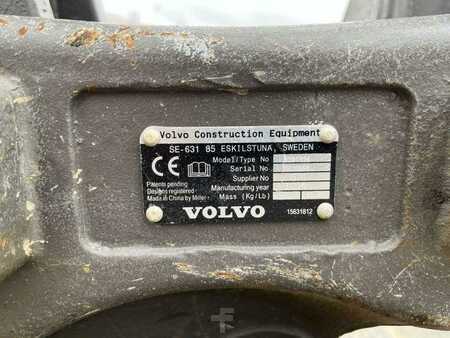 Volvo Construction Equipment
SE-631 85 ESKILSTUNA, SWEDEN
CE
Model/Type No
Serial No
Supplier No
Manufacturing year
Mass (Kg/Lb)
Patents pending
Designs registered
Made in China by Miller
VOLVO
15631812